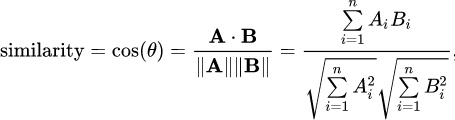 similarity = cos(θ) = A · B / ‖A‖‖B‖ = ∑_{i=1}^{n} A_i B_i / √(∑_{i=1}^{n} A_i^2) √(∑_{i=1}^{n} B_i^2),